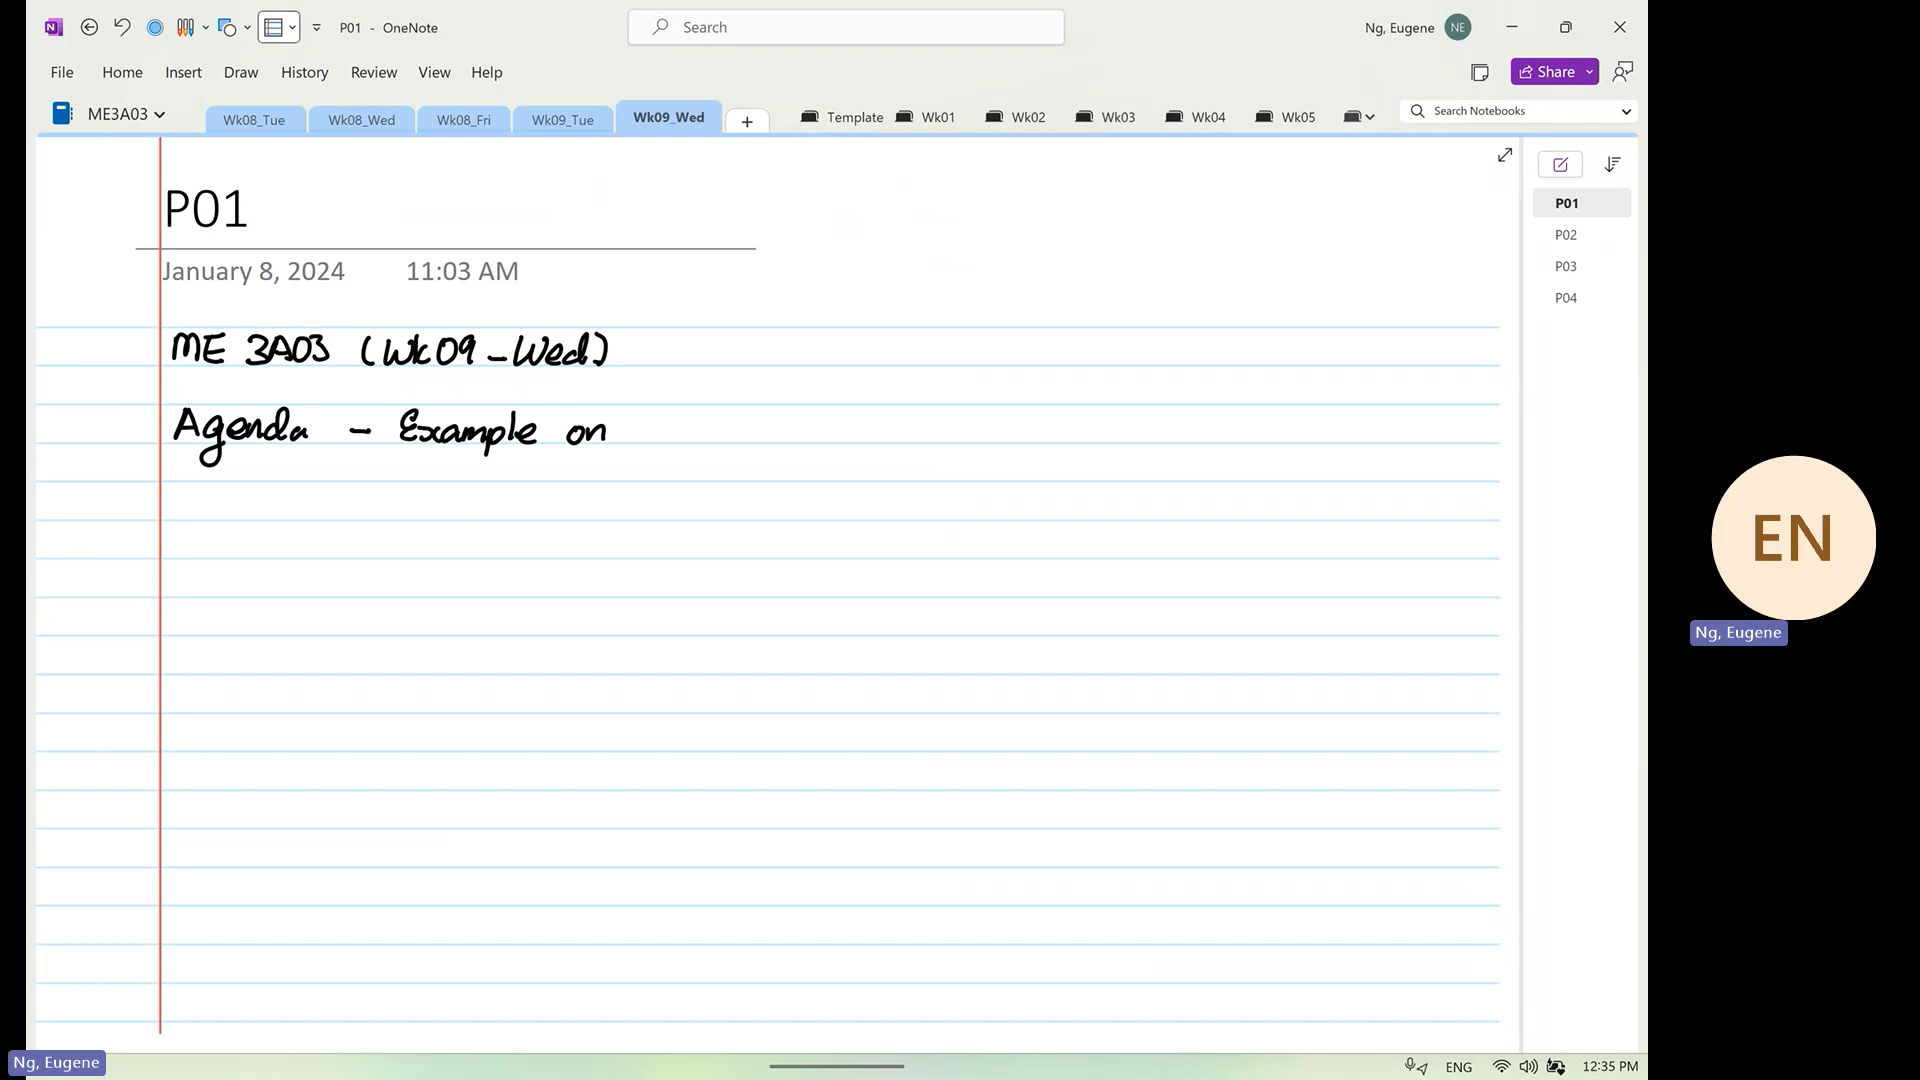 P01 - OneNote
Search
Ng, Eugene NE
File Home Insert Draw History Review View Help
Share
ME3A03 Wk08_Tue Wk08_Wed Wk08_Fri Wk09_Tue Wk09_Wed + Template Wk01 Wk02 Wk03 Wk04 Wk05 Search Notebooks
P01
January 8, 2024 11:03 AM
ME 3A03 (Wk09 - Wed)
Agenda - Example on
P01
P02
P03
P04
EN
Ng, Eugene
Ng, Eugene
ENG 12:35 PM